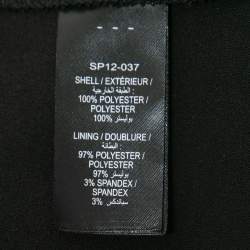 - - -
SP12-037
SHELL / EXTÉRIEUR /
الطبقة الخارجية :
100% POLYESTER /
POLYESTER /
بوليستر %100
LINING / DOUBLURE /
البطانة :
97% POLYESTER /
POLYESTER /
بوليستر %97
3% SPANDEX /
SPANDEX /
سباندكس %3